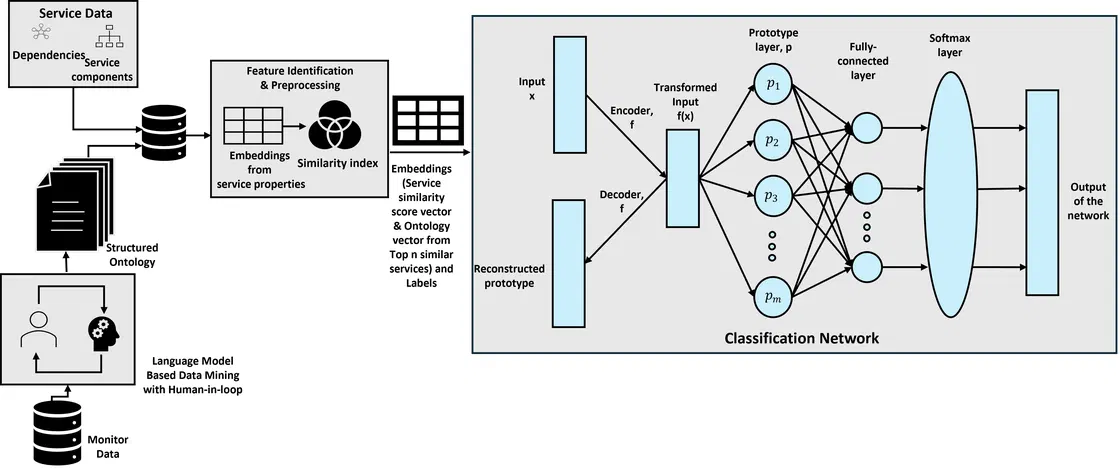 Service Data
Dependencies
Service
components
Feature Identification
& Preprocessing
Embeddings
from
service properties
Similarity index
Structured
Ontology
Language Model
Based Data Mining
with Human-in-loop
Monitor
Data
Embeddings
(Service
similarity
score vector
& Ontology
vector from
Top n similar
services) and
Labels
Input
x
Encoder,
f
Decoder,
f
Reconstructed
prototype
Transformed
Input
f(x)
Prototype
layer, p
p₁
p₂
p₃
pₘ
Fully-
connected
layer
Softmax
layer
Output
of the
network
Classification Network